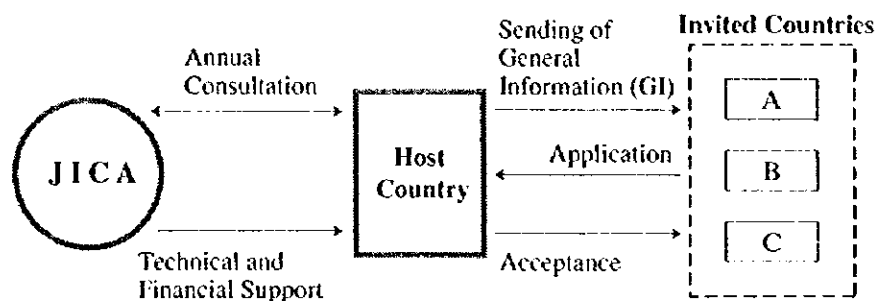 Annual
Consultation
Sending of
General
Information (GI)
Invited Countries
A
JICA
Host
Country
Application
B
Technical and
Financial Support
Acceptance
C